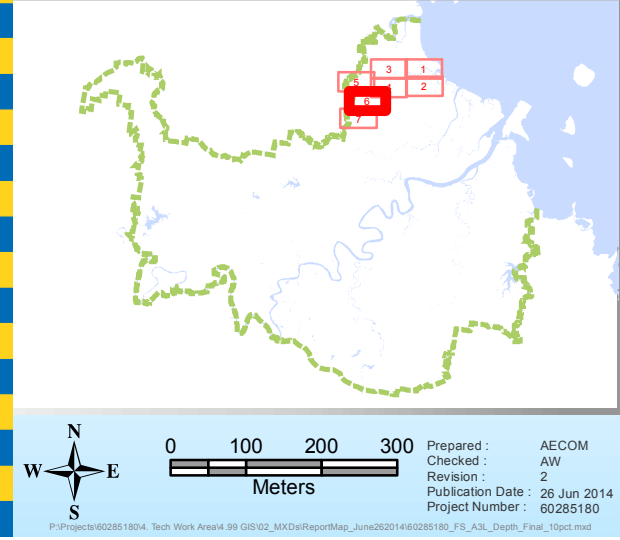 3 1
5 4 2
6
7
N
W E
S
0 100 200 300
Meters
Prepared : AECOM
Checked : AW
Revision : 2
Publication Date : 26 Jun 2014
Project Number : 60285180
P:\Projects\60285180\4. Tech Work Area\4.99 GIS\02_MXDs\ReportMap_June262014\60285180_FS_A3L_Depth_Final_10pct.mxd